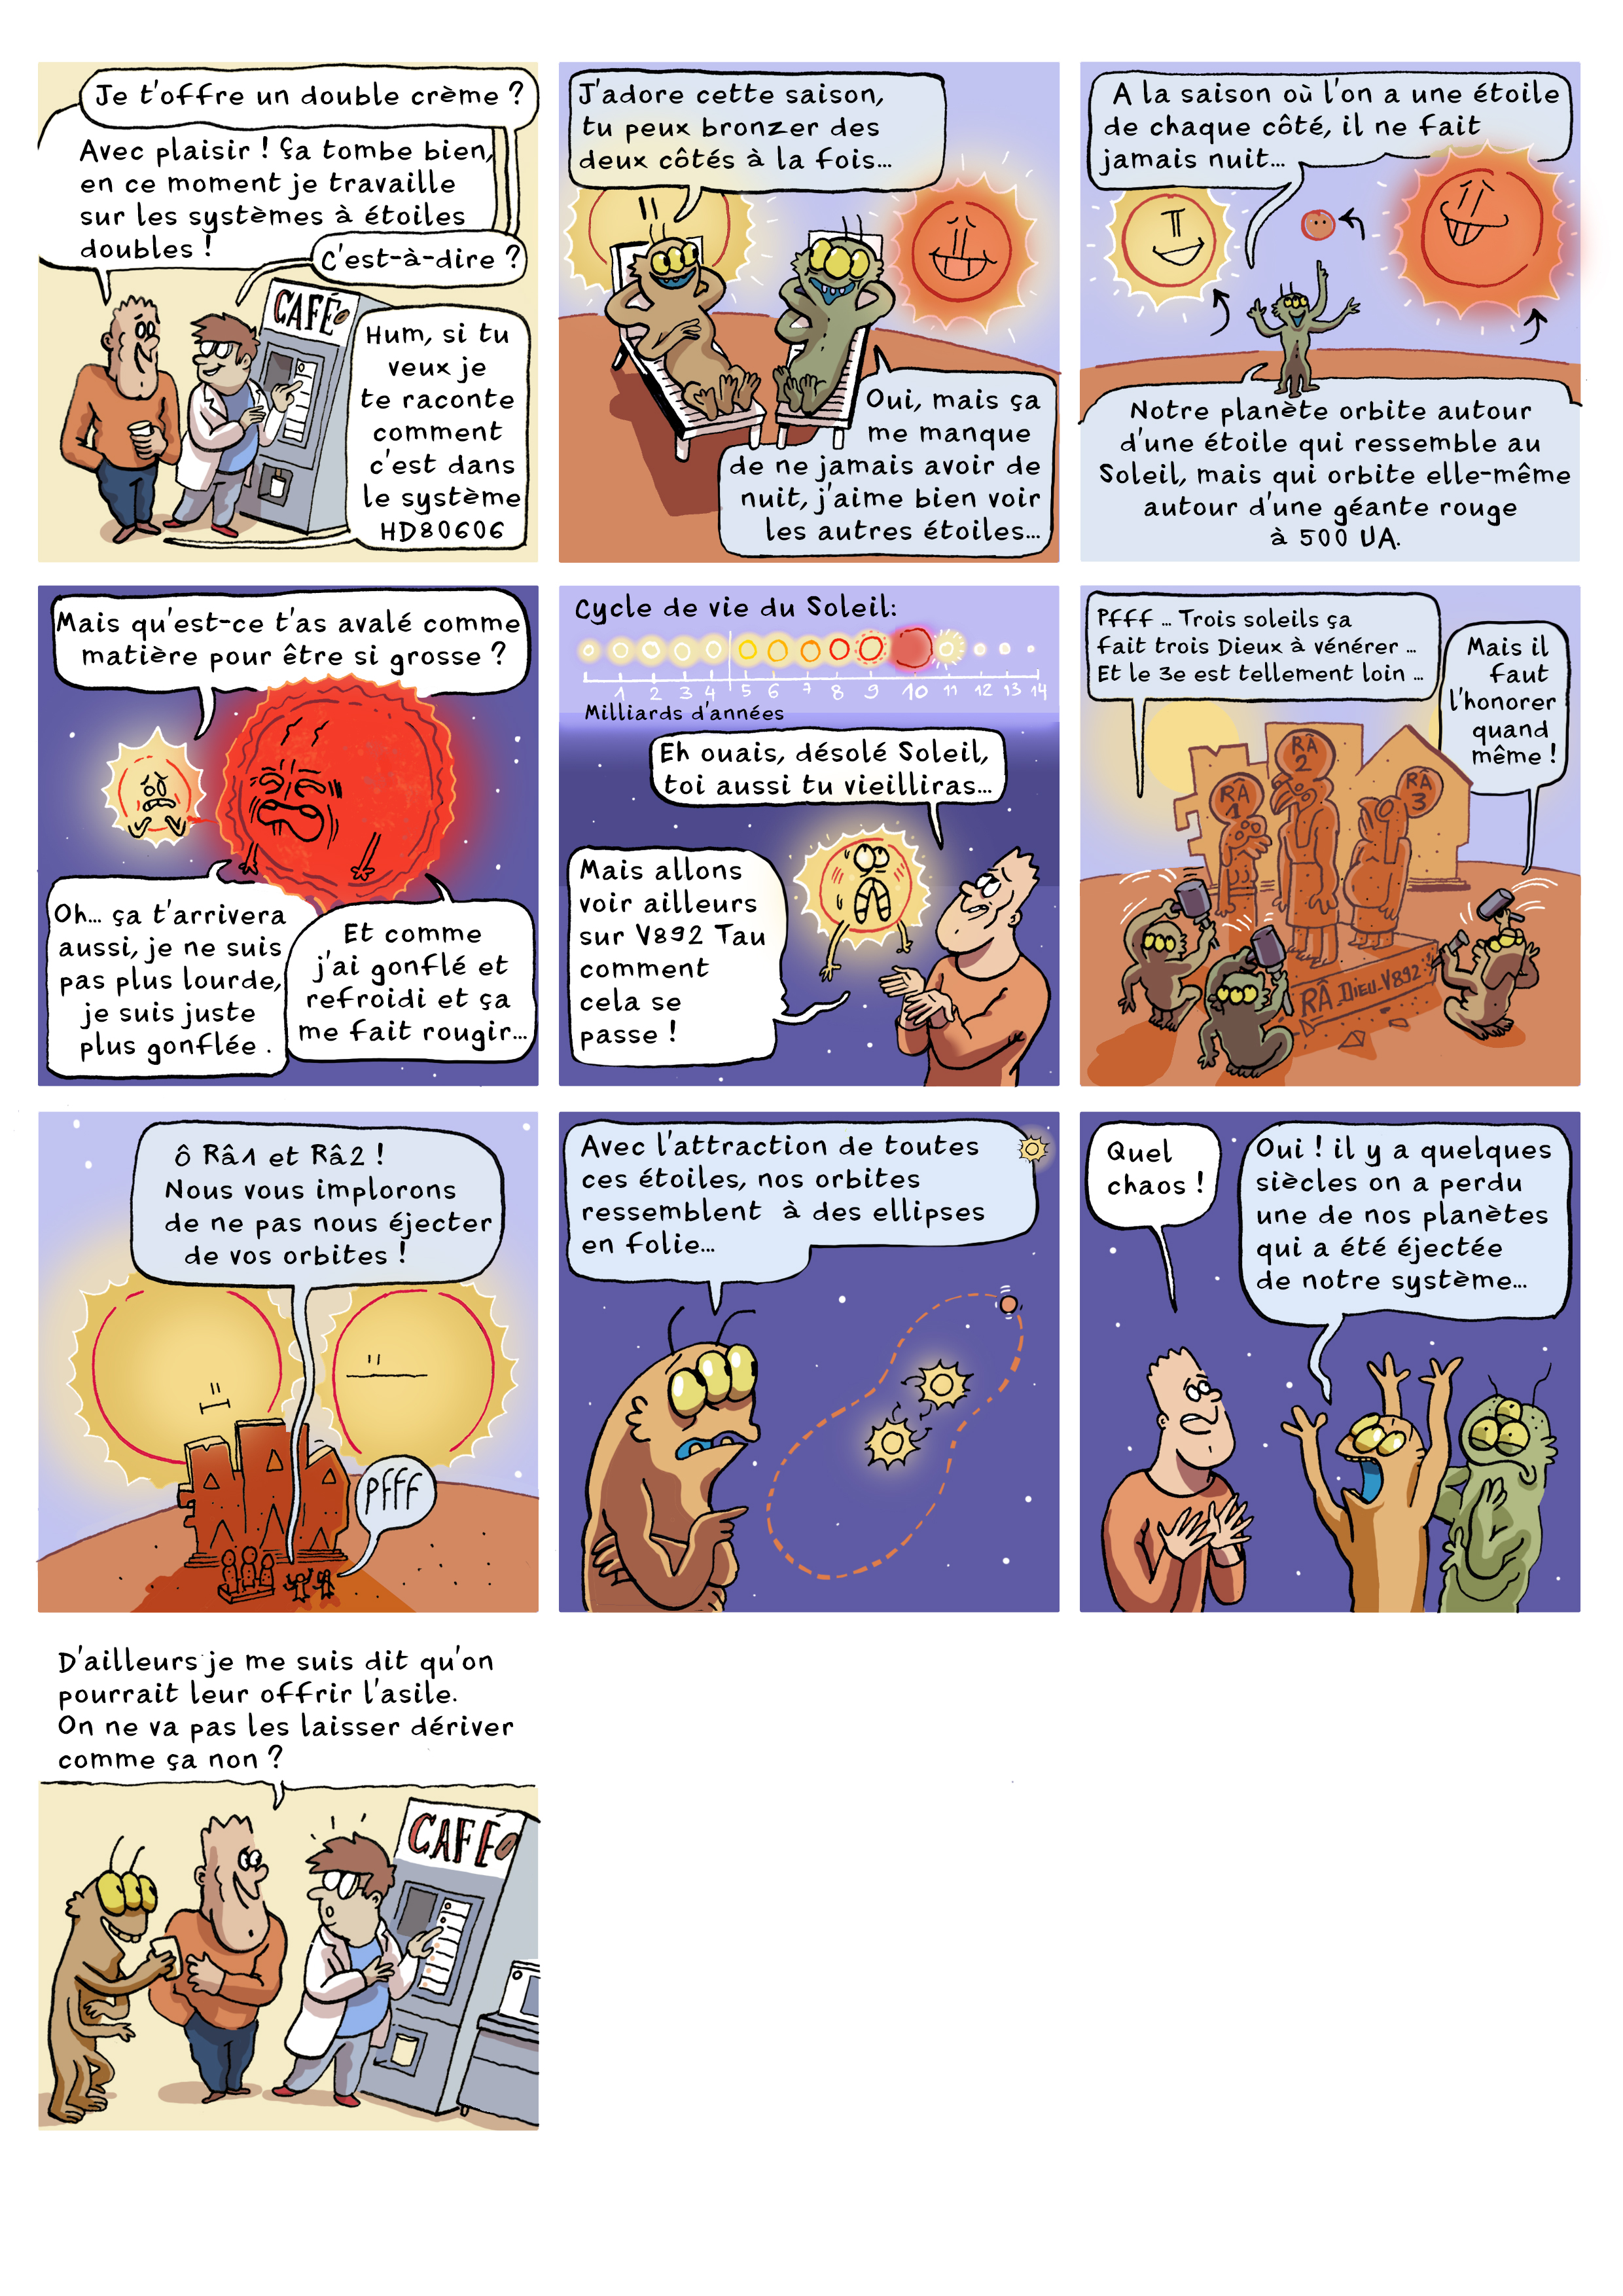 Je t'offre un double crème ?
Avec plaisir ! Ça tombe bien,
en ce moment je travaille
sur les systèmes à étoiles
doubles !
C'est-à-dire ?
CAFÉ
Hum, si tu
veux je
te raconte
comment
c'est dans
le système
HD80606
J'adore cette saison,
tu peux bronzer des
deux côtés à la fois...
Oui, mais ça
me manque
de ne jamais avoir de
nuit, j'aime bien voir
les autres étoiles...
A la saison où l'on a une étoile
de chaque côté, il ne fait
jamais nuit...
Notre planète orbite autour
d'une étoile qui ressemble au
Soleil, mais qui orbite elle-même
autour d'une géante rouge
à 500 UA.
Mais qu'est-ce t'as avalé comme
matière pour être si grosse ?
Oh... ça t'arrivera
aussi, je ne suis
pas plus lourde,
je suis juste
plus gonflée .
Et comme
j'ai gonflé et
refroidi et ça
me fait rougir...
Cycle de vie du Soleil:
1 2 3 4 5 6 7 8 9 10 11 12 13 14
Milliards d'années
Eh ouais, désolé Soleil,
toi aussi tu vieilliras...
Mais allons
voir ailleurs
sur V892 Tau
comment
cela se
passe !
Pfff ... Trois soleils ça
fait trois Dieux à vénérer ...
Et le 3e est tellement loin ...
Mais il
faut
l'honorer
quand
même !
RÂ
1
RÂ
2
RÂ
3
RÂ DIEU-V892
ô Râ1 et Râ2 !
Nous vous implorons
de ne pas nous éjecter
de vos orbites !
Pfff
Avec l'attraction de toutes
ces étoiles, nos orbites
ressemblent à des ellipses
en folie...
Quel
chaos !
Oui ! il y a quelques
siècles on a perdu
une de nos planètes
qui a été éjectée
de notre système...
D'ailleurs je me suis dit qu'on
pourrait leur offrir l'asile.
On ne va pas les laisser dériver
comme ça non ?
CAFÉ